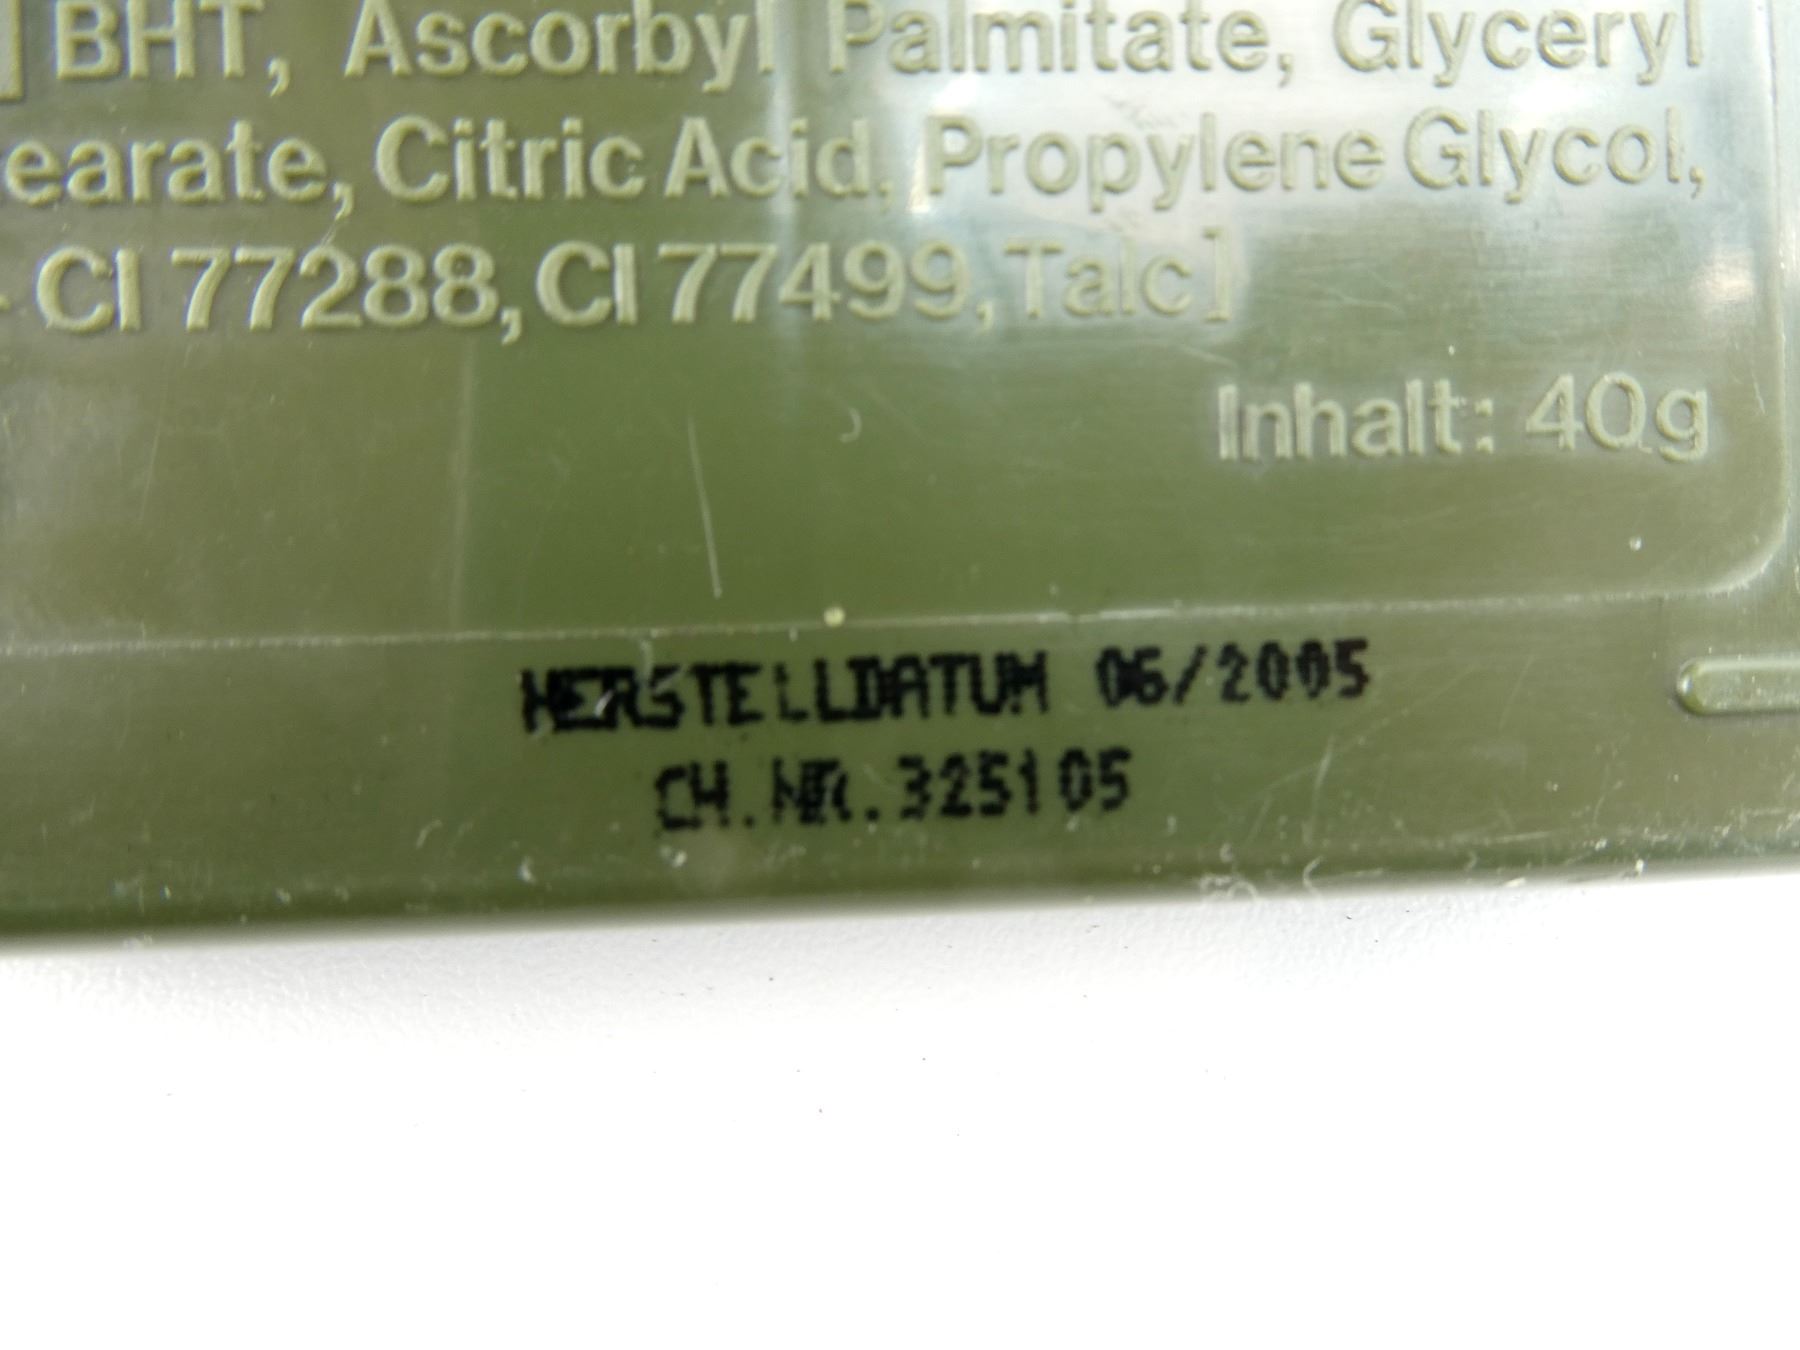 ] BHT, Ascorbyl Palmitate, Glyceryl
earate, Citric Acid, Propylene Glycol,
- CI 77288, CI 77499, Talc]
Inhalt: 40g
HERSTELLDATUM 06/2005
CH.NR.325105